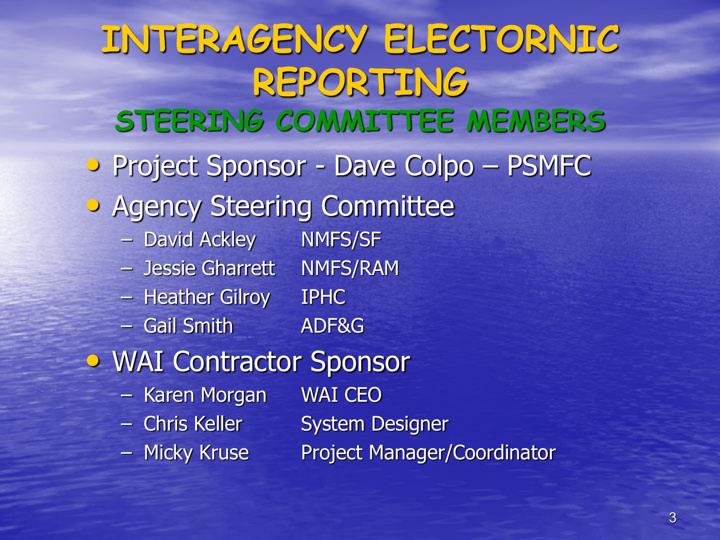 INTERAGENCY ELECTORNIC
REPORTING
STEERING COMMITTEE MEMBERS
• Project Sponsor - Dave Colpo – PSMFC
• Agency Steering Committee
– David Ackley NMFS/SF
– Jessie Gharrett NMFS/RAM
– Heather Gilroy IPHC
– Gail Smith ADF&G
• WAI Contractor Sponsor
– Karen Morgan WAI CEO
– Chris Keller System Designer
– Micky Kruse Project Manager/Coordinator
3